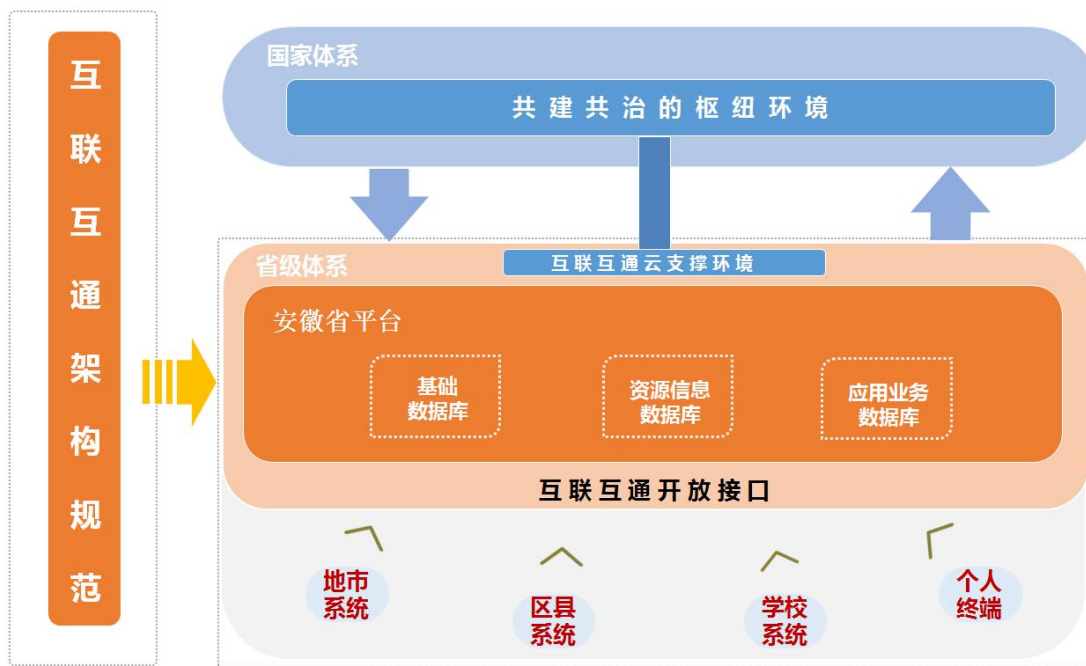 互联互通架构规范
国家体系
共建共治的枢纽环境
省级体系
互联互通云支撑环境
安徽省平台
基础
数据库
资源信息
数据库
应用业务
数据库
互联互通开放接口
地市
系统
区县
系统
学校
系统
个人
终端